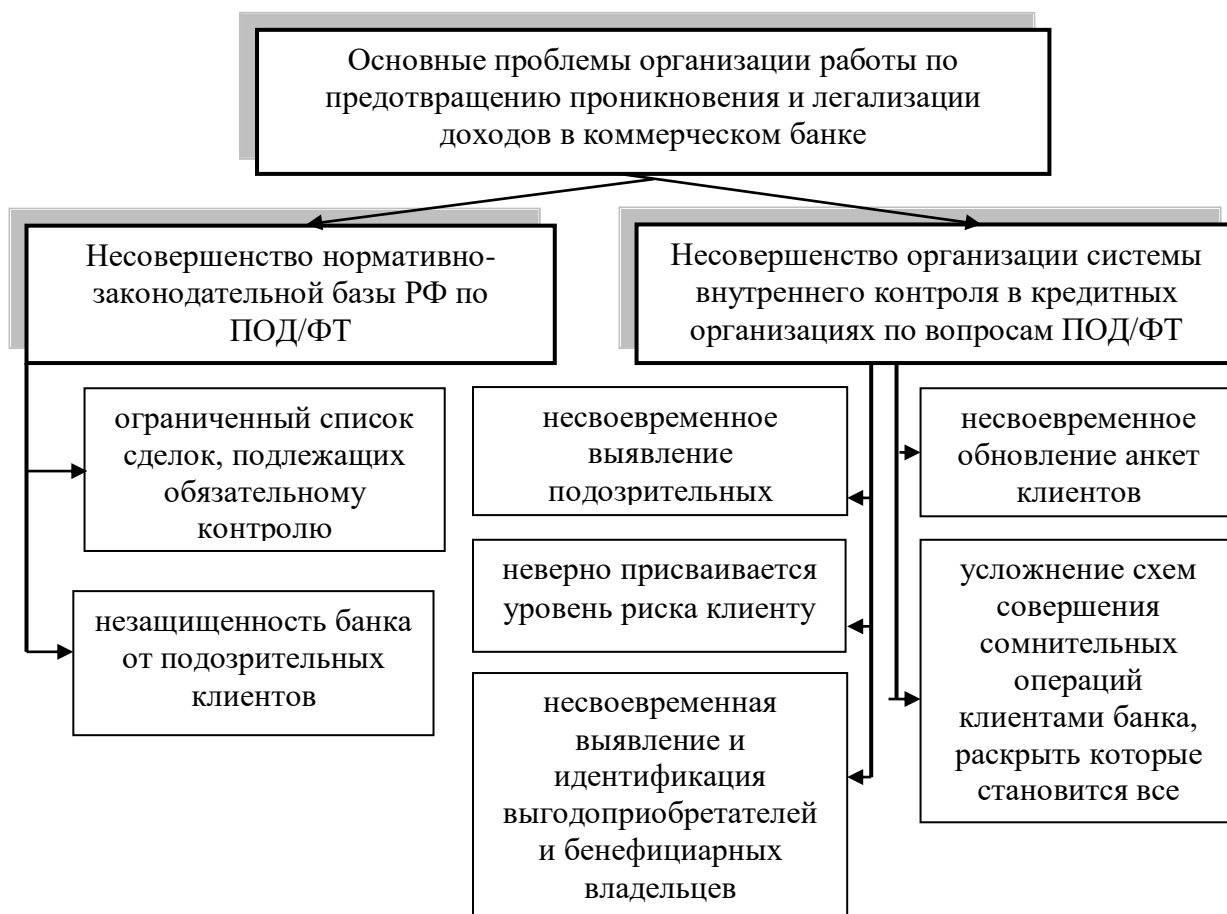 Основные проблемы организации работы по
предотвращению проникновения и легализации
доходов в коммерческом банке
Несовершенство нормативно-
законодательной базы РФ по
ПОД/ФТ
Несовершенство организации системы
внутреннего контроля в кредитных
организациях по вопросам ПОД/ФТ
ограниченный список
сделок, подлежащих
обязательному
контролю
незащищенность банка
от подозрительных
клиентов
несвоевременное
выявление
подозрительных
неверно присваивается
уровень риска клиенту
несвоевременная
выявление и
идентификация
выгодоприобретателей
и бенефициарных
владельцев
несвоевременное
обновление анкет
клиентов
усложнение схем
совершения
сомнительных
операций
клиентами банка,
раскрыть которые
становится все